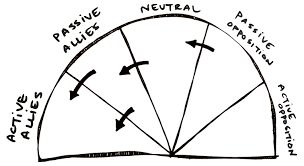 ACTIVE
ALLIES
PASSIVE
ALLIES
NEUTRAL
PASSIVE
OPPOSITION
ACTIVE
OPPOSITION